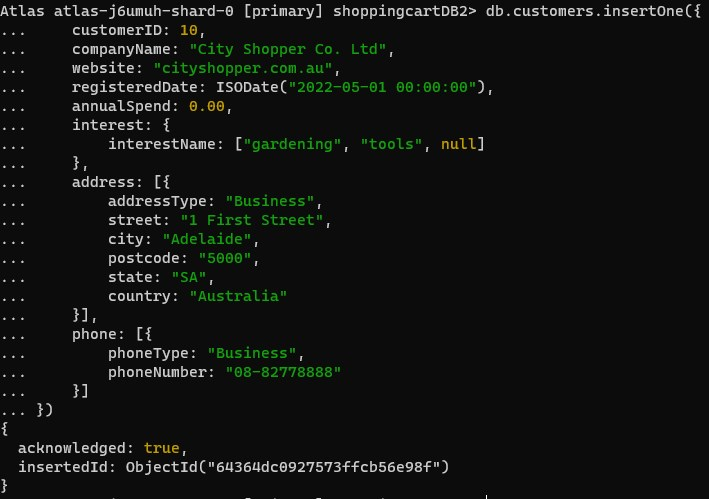 Atlas atlas-j6umuh-shard-0 [primary] shoppingcartDB2> db.customers.insertOne({
...     customerID: 10,
...     companyName: "City Shopper Co. Ltd",
...     website: "cityshopper.com.au",
...     registeredDate: ISODate("2022-05-01 00:00:00"),
...     annualSpend: 0.00,
...     interest: {
...         interestName: ["gardening", "tools", null]
...     },
...     address: [{
...         addressType: "Business",
...         street: "1 First Street",
...         city: "Adelaide",
...         postcode: "5000",
...         state: "SA",
...         country: "Australia"
...     }],
...     phone: [{
...         phoneType: "Business",
...         phoneNumber: "08-82778888"
...     }]
... })
{
  acknowledged: true,
  insertedId: ObjectId("64364dc0927573ffcb56e98f")
}